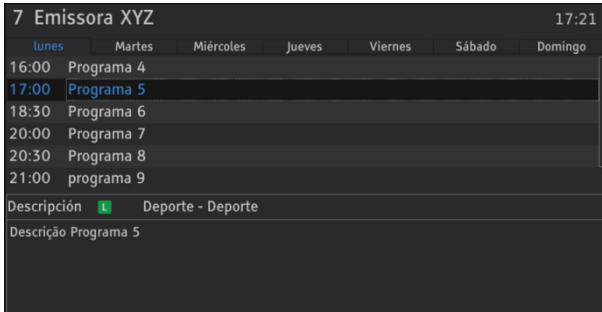 7 Emissora XYZ 17:21
lunes Martes Miércoles Jueves Viernes Sábado Domingo
16:00 Programa 4
17:00 Programa 5
18:30 Programa 6
20:00 Programa 7
20:30 Programa 8
21:00 programa 9
Descripción L Deporte - Deporte
Descrição Programa 5